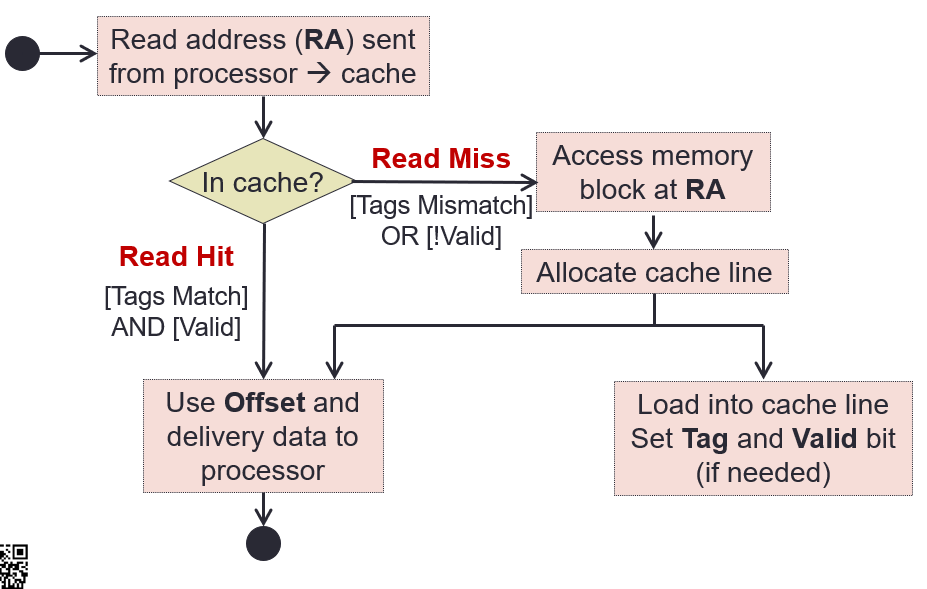 Read address (RA) sent
from processor → cache
In cache?
Read Miss
[Tags Mismatch]
OR [!Valid]
Access memory
block at RA
Allocate cache line
Read Hit
[Tags Match]
AND [Valid]
Use Offset and
delivery data to
processor
Load into cache line
Set Tag and Valid bit
(if needed)